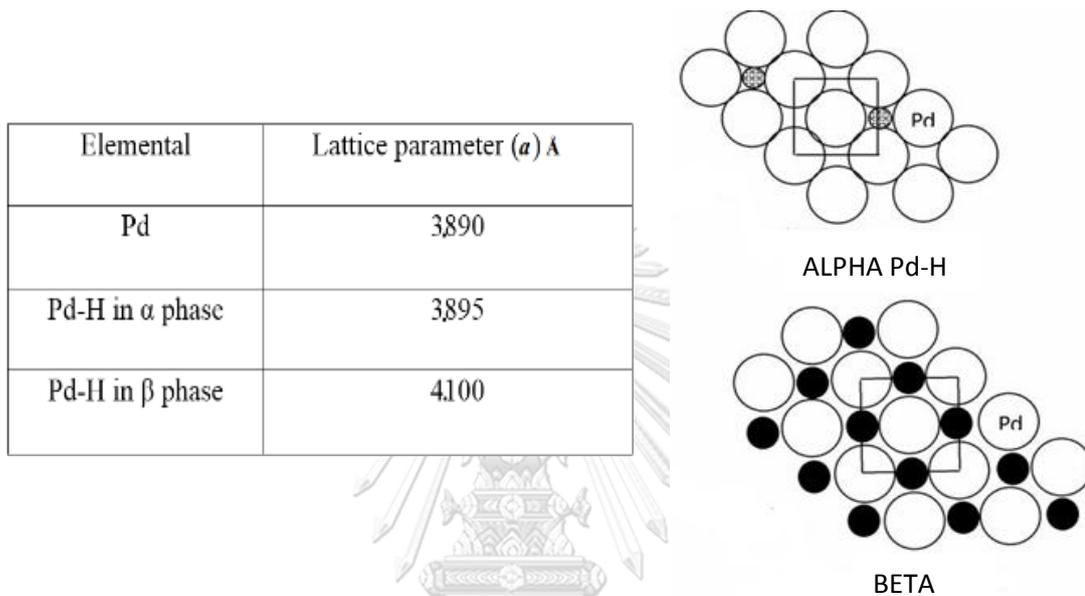 Elemental Lattice parameter (a) Å
Pd 3.890
Pd-H in α phase 3.895
Pd-H in β phase 4.100
Pd
ALPHA Pd-H
Pd
BETA